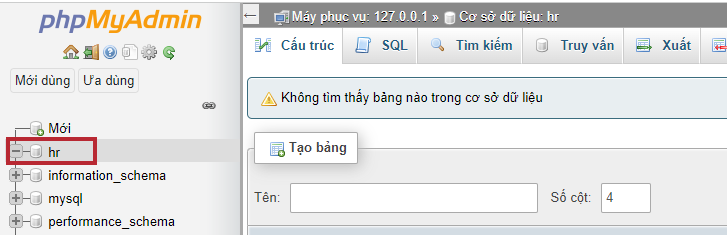 phpMyAdmin
Mới dùng Ưa dùng
Mới
hr
information_schema
mysql
performance_schema
Máy phục vụ: 127.0.0.1 » Cơ sở dữ liệu: hr
Cấu trúc SQL Tìm kiếm Truy vấn Xuất
Không tìm thấy bảng nào trong cơ sở dữ liệu
Tạo bảng
Tên: Số cột: 4